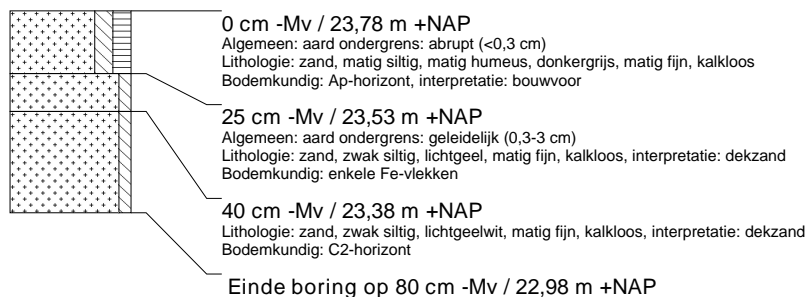 0 cm -Mv / 23,78 m +NAP
Algemeen: aard ondergrens: abrupt (<0,3 cm)
Lithologie: zand, matig siltig, matig humeus, donkergrijs, matig fijn, kalkloos
Bodemkundig: Ap-horizont, interpretatie: bouwvoor
25 cm -Mv / 23,53 m +NAP
Algemeen: aard ondergrens: geleidelijk (0,3-3 cm)
Lithologie: zand, zwak siltig, lichtgeel, matig fijn, kalkloos, interpretatie: dekzand
Bodemkundig: enkele Fe-vlekken
40 cm -Mv / 23,38 m +NAP
Lithologie: zand, zwak siltig, lichtgeelwit, matig fijn, kalkloos, interpretatie: dekzand
Bodemkundig: C2-horizont
Einde boring op 80 cm -Mv / 22,98 m +NAP